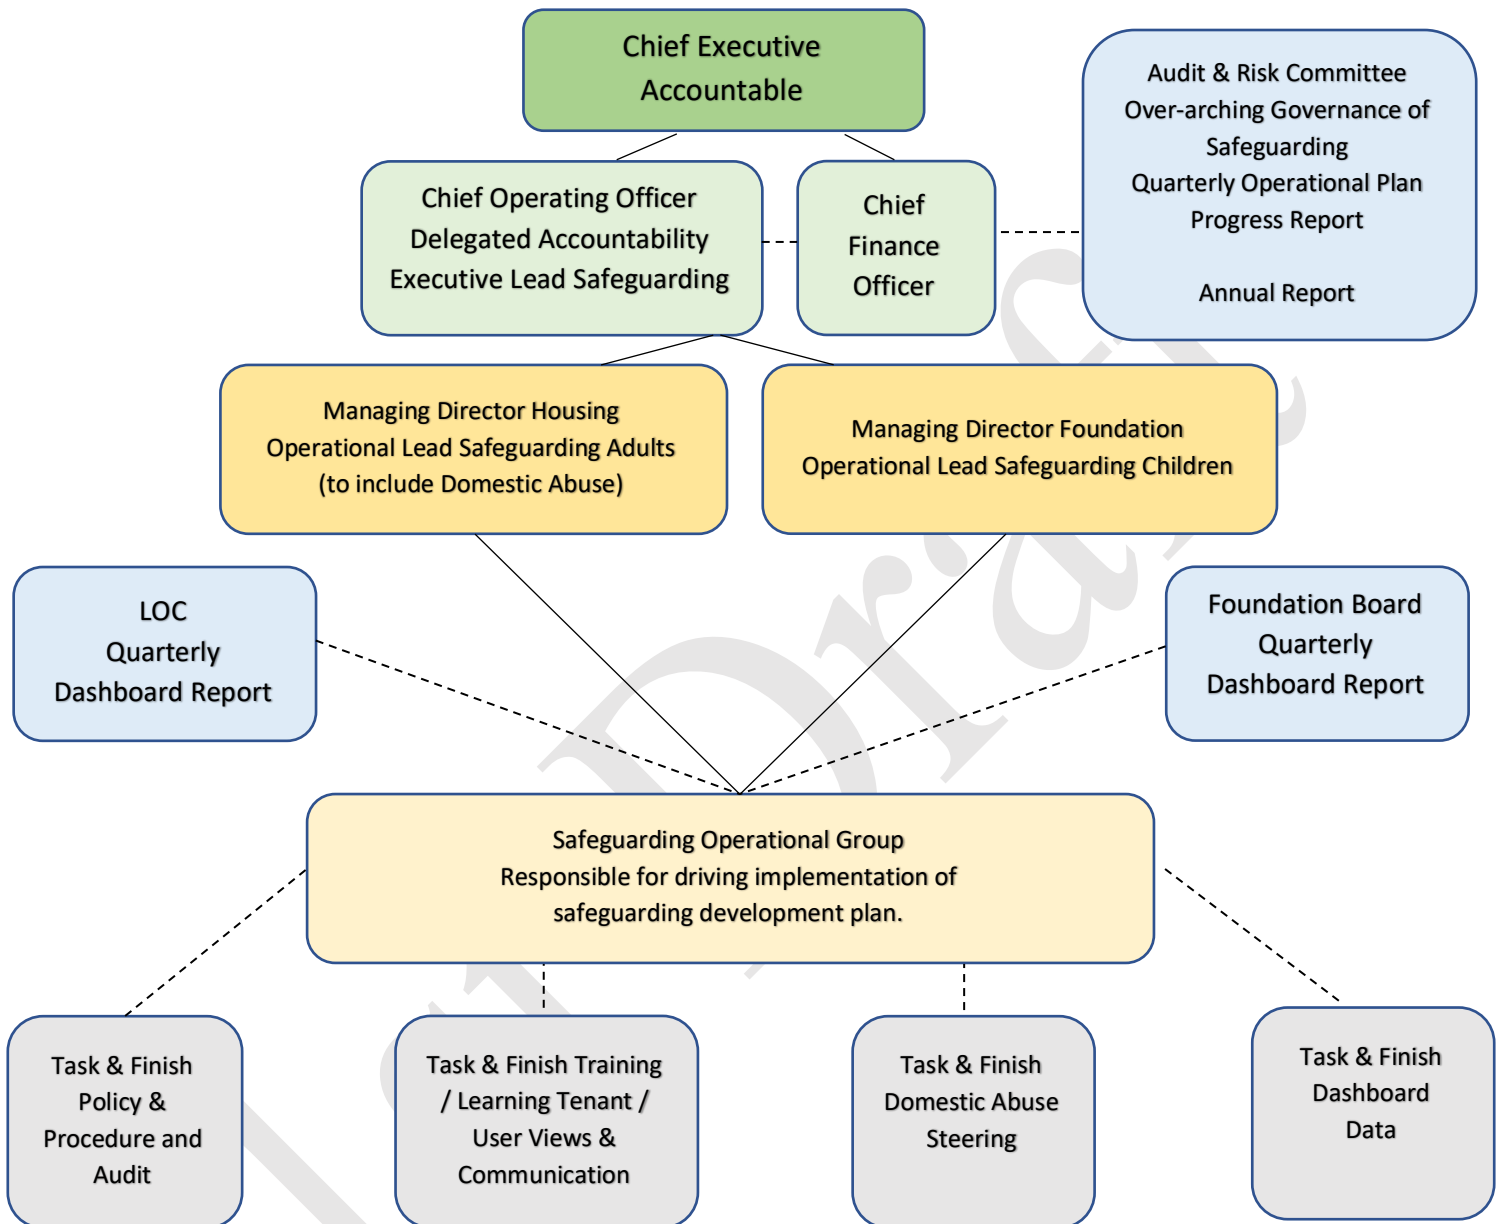 Chief Executive
Accountable
Audit & Risk Committee
Over-arching Governance of
Safeguarding
Quarterly Operational Plan
Progress Report
Annual Report
Chief Operating Officer
Delegated Accountability
Executive Lead Safeguarding
Chief
Finance
Officer
Managing Director Housing
Operational Lead Safeguarding Adults
(to include Domestic Abuse)
Managing Director Foundation
Operational Lead Safeguarding Children
LOC
Quarterly
Dashboard Report
Foundation Board
Quarterly
Dashboard Report
Safeguarding Operational Group
Responsible for driving implementation of
safeguarding development plan.
Task & Finish
Policy &
Procedure and
Audit
Task & Finish Training
/ Learning Tenant /
User Views &
Communication
Task & Finish
Domestic Abuse
Steering
Task & Finish
Dashboard
Data
Draft